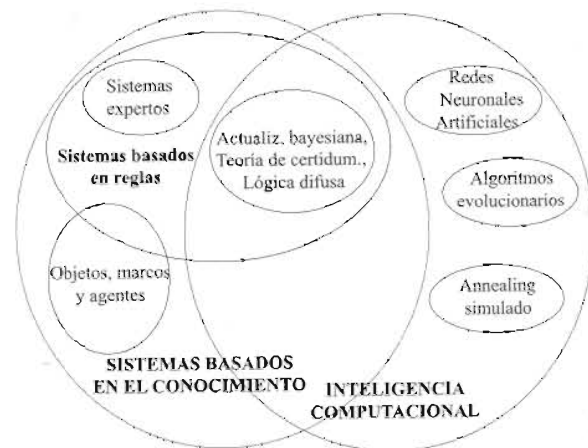 Sistemas
expertos
Sistemas basados
en reglas
Actualiz, bayesiana,
Teoría de certidum.,
Lógica difusa
Objetos, marcos
y agentes
Redes
Neuronales
Artificiales
Algoritmos
evolucionarios
Annealing
simulado
SISTEMAS BASADOS
EN EL CONOCIMIENTO
INTELIGENCIA
COMPUTACIONAL